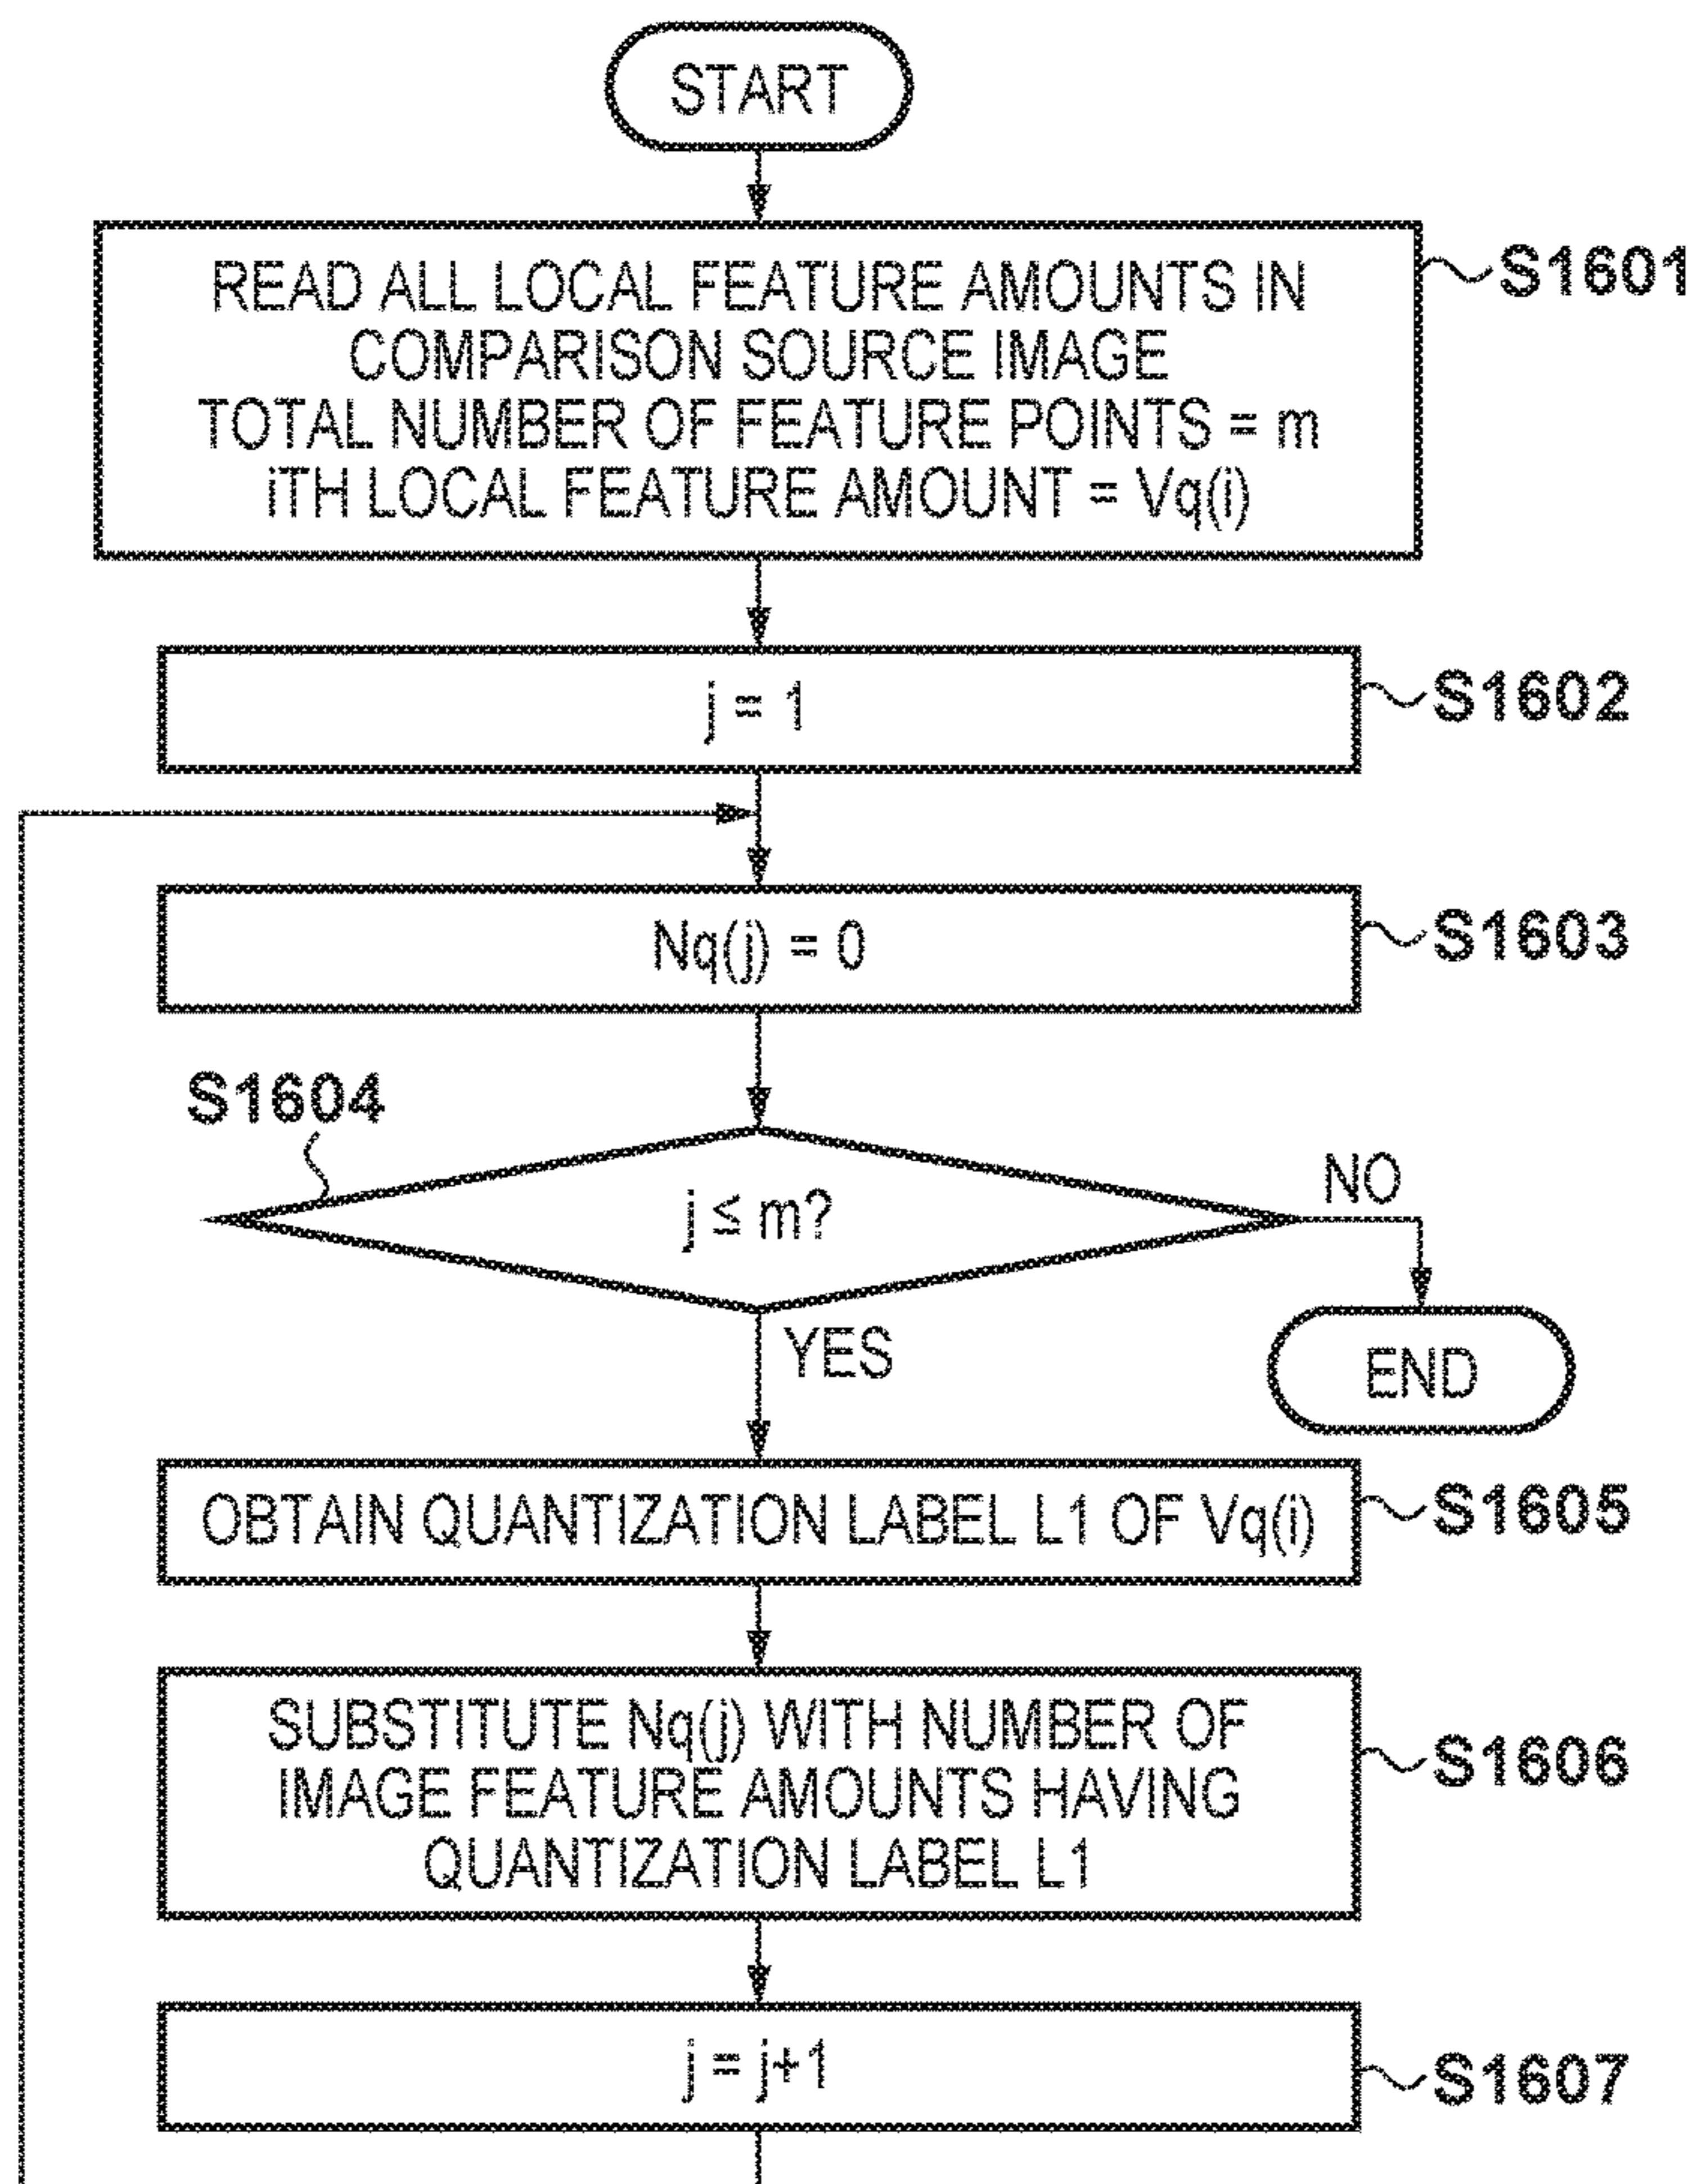 START
READ ALL LOCAL FEATURE AMOUNTS IN
COMPARISON SOURCE IMAGE
TOTAL NUMBER OF FEATURE POINTS = m
iTH LOCAL FEATURE AMOUNT = Vq(i)
S1601
j = 1
S1602
Nq(j) = 0
S1603
S1604
j ≤ m?
NO
YES
END
OBTAIN QUANTIZATION LABEL L1 OF Vq(i)
S1605
SUBSTITUTE Nq(j) WITH NUMBER OF
IMAGE FEATURE AMOUNTS HAVING
QUANTIZATION LABEL L1
S1606
j = j+1
S1607